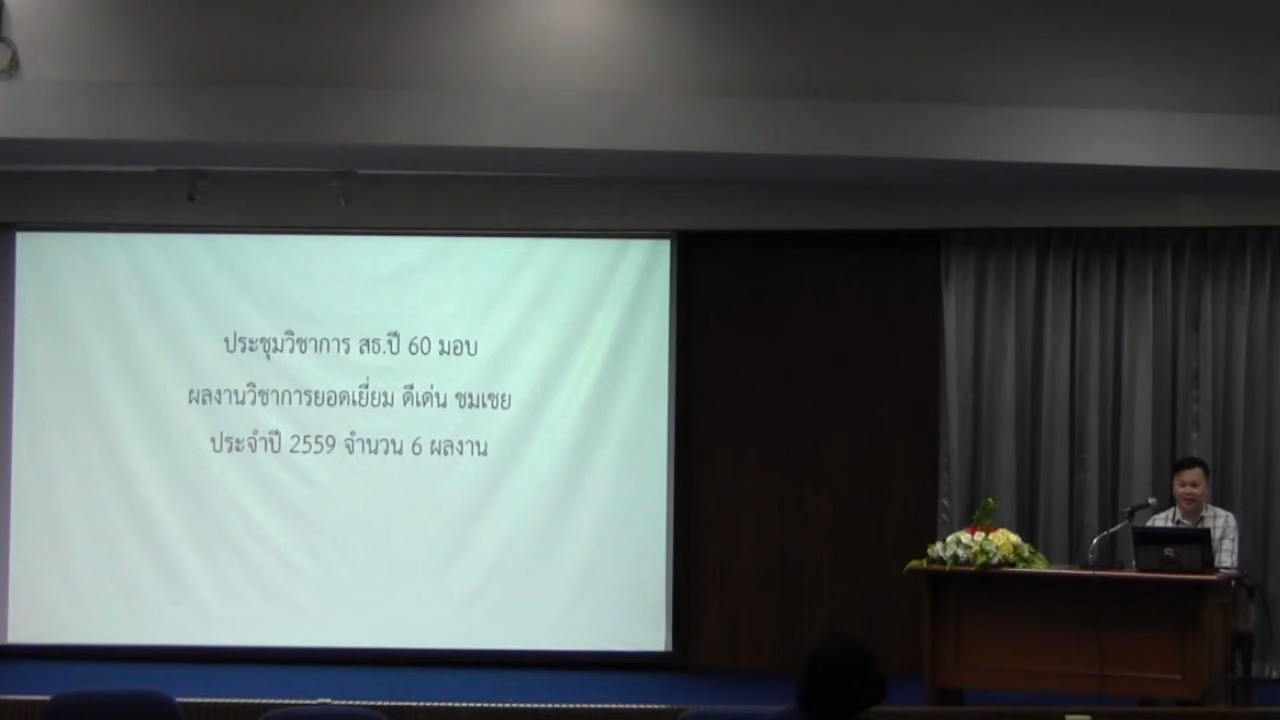 ประชุมวิชาการ สธ.ปี 60 มอบ
ผลงานวิชาการยอดเยี่ยม ดีเด่น ชมเชย
ประจำปี 2559 จำนวน 6 ผลงาน